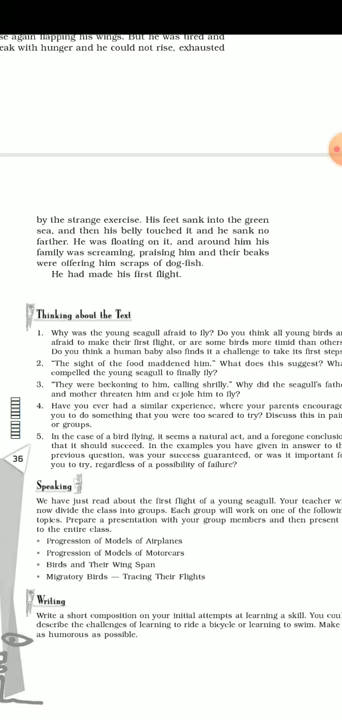 se again flapping his wings. But he was tired and
eak with hunger and he could not rise, exhausted
by the strange exercise. His feet sank into the green
sea, and then his belly touched it and he sank no
farther. He was floating on it, and around him his
family was screaming, praising him and their beaks
were offering him scraps of dog-fish.
He had made his first flight.
Thinking about the Text
1. Why was the young seagull afraid to fly? Do you think all young birds a
afraid to make their first flight, or are some birds more timid than others
Do you think a human baby also finds it a challenge to take its first steps
2. “The sight of the food maddened him.” What does this suggest? Wha
compelled the young seagull to finally fly?
3. “They were beckoning to him, calling shrilly.” Why did the seagull’s fath
and mother threaten him and cajole him to fly?
4. Have you ever had a similar experience, where your parents encourage
you to do something that you were too scared to try? Discuss this in pair
or groups.
5. In the case of a bird flying, it seems a natural act, and a foregone conclusio
that it should succeed. In the examples you have given in answer to th
previous question, was your success guaranteed, or was it important fo
you to try, regardless of a possibility of failure?
36
Speaking
We have just read about the first flight of a young seagull. Your teacher w
now divide the class into groups. Each group will work on one of the followin
topics. Prepare a presentation with your group members and then present
to the entire class.
• Progression of Models of Airplanes
• Progression of Models of Motorcars
• Birds and Their Wing Span
• Migratory Birds — Tracing Their Flights
Writing
Write a short composition on your initial attempts at learning a skill. You cou
describe the challenges of learning to ride a bicycle or learning to swim. Make
as humorous as possible.